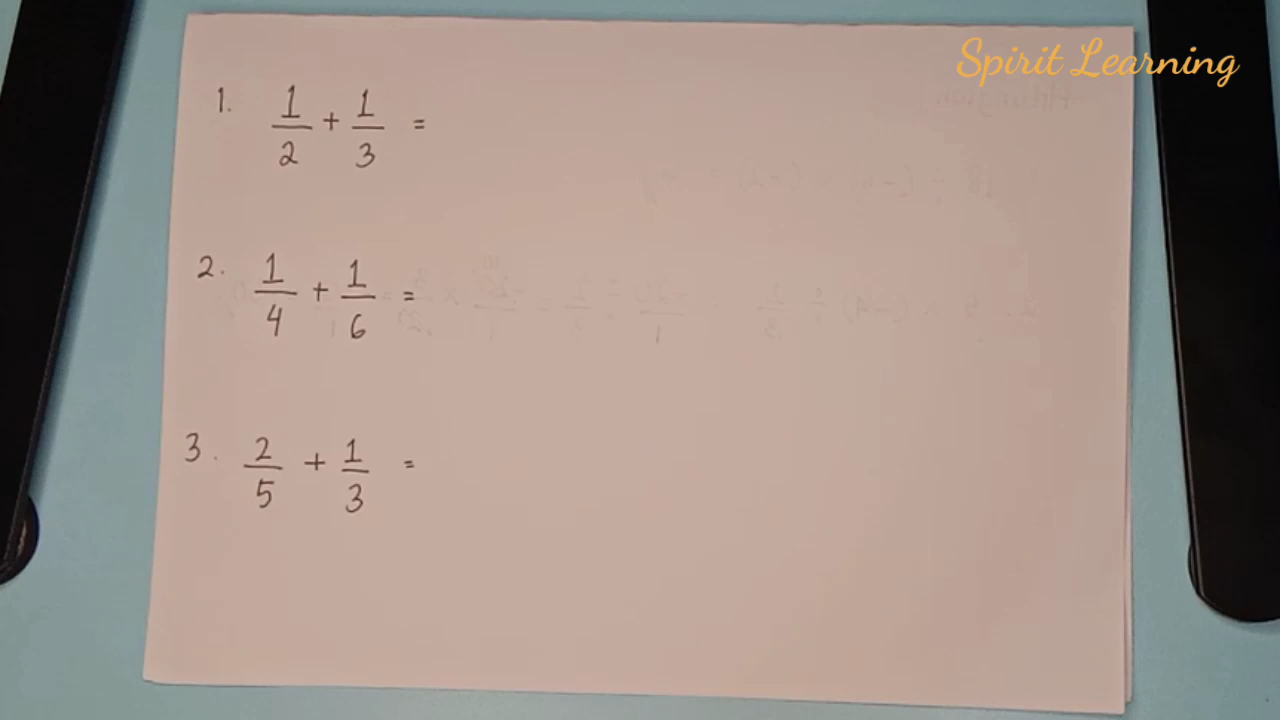 Spirit Learning
1. 1/2 + 1/3 =
2. 1/4 + 1/6 =
3. 2/5 + 1/3 =